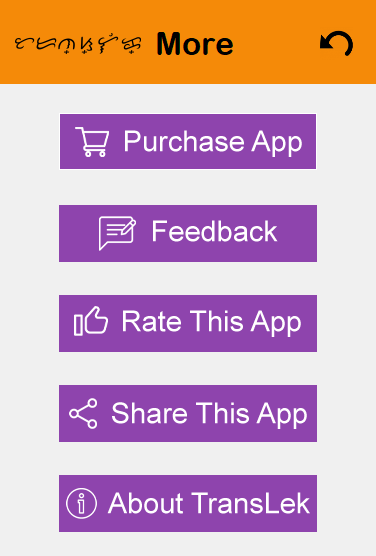 More
Purchase App
Feedback
Rate This App
Share This App
About TransLek